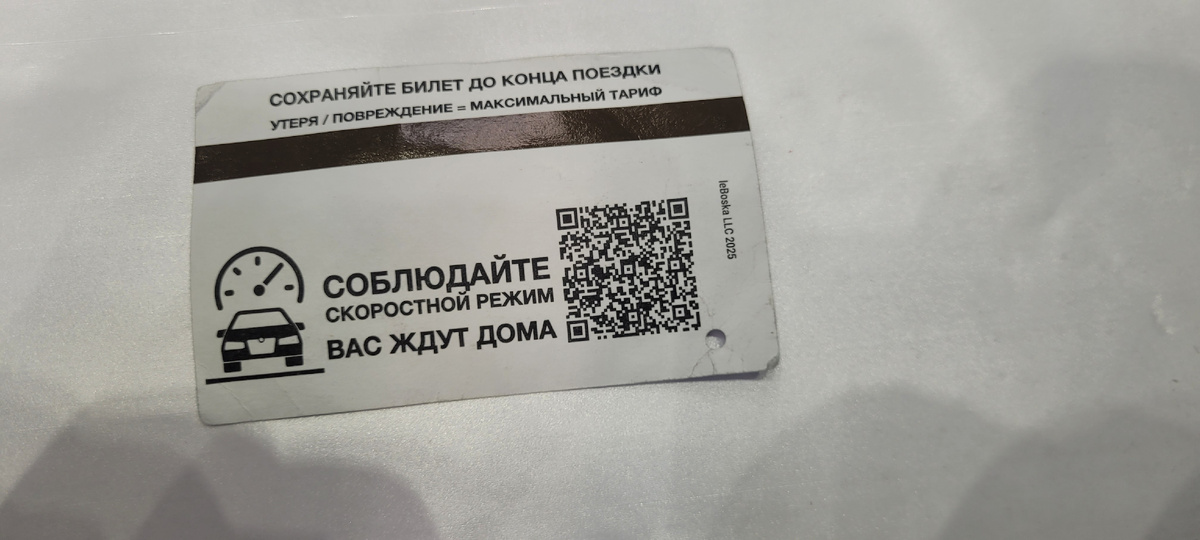 СОХРАНЯЙТЕ БИЛЕТ ДО КОНЦА ПОЕЗДКИ
УТЕРЯ / ПОВРЕЖДЕНИЕ = МАКСИМАЛЬНЫЙ ТАРИФ
leBoska LLC 2025
СОБЛЮДАЙТЕ
СКОРОСТНОЙ РЕЖИМ
ВАС ЖДУТ ДОМА